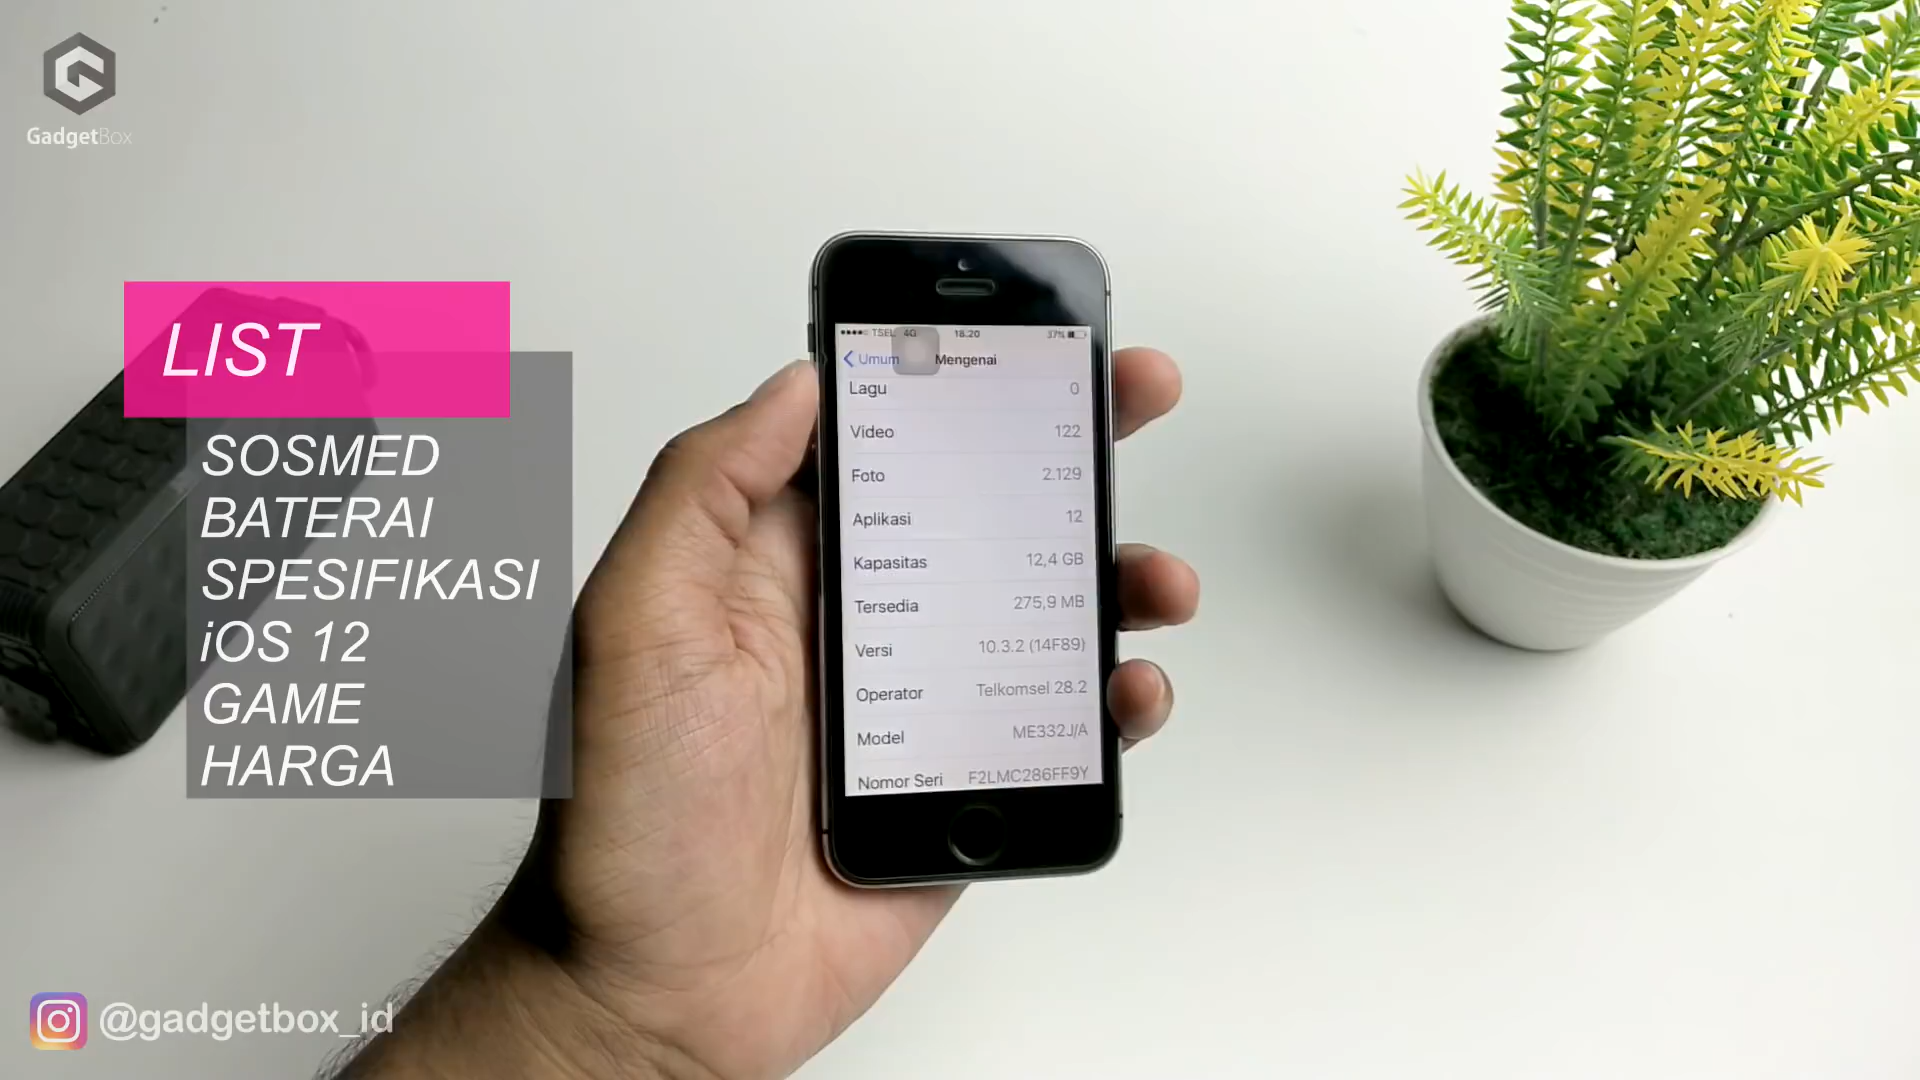 GadgetBox
LIST
SOSMED
BATERAI
SPESIFIKASI
iOS 12
GAME
HARGA
TSEL 4G 18.20 37%
Umum Mengenai
Lagu 0
Video 122
Foto 2.129
Aplikasi 12
Kapasitas 12,4 GB
Tersedia 275,9 MB
Versi 10.3.2 (14F89)
Operator Telkomsel 28.2
Model ME332J/A
Nomor Seri F2LMC286FF9Y
@gadgetbox_id